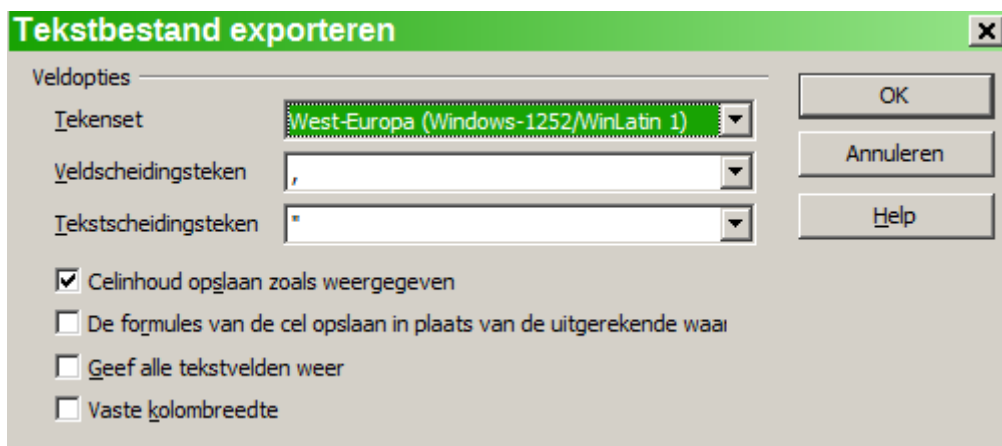 Tekstbestand exporteren
Veldopties
OK
Tekenset West-Europa (Windows-1252/WinLatin 1)
Annuleren
Veldscheidingsteken ,
Tekstscheidingsteken "
Help
Celinhoud opslaan zoals weergegeven
De formules van de cel opslaan in plaats van de uitgerekende waar
Geef alle tekstvelden weer
Vaste kolombreedte